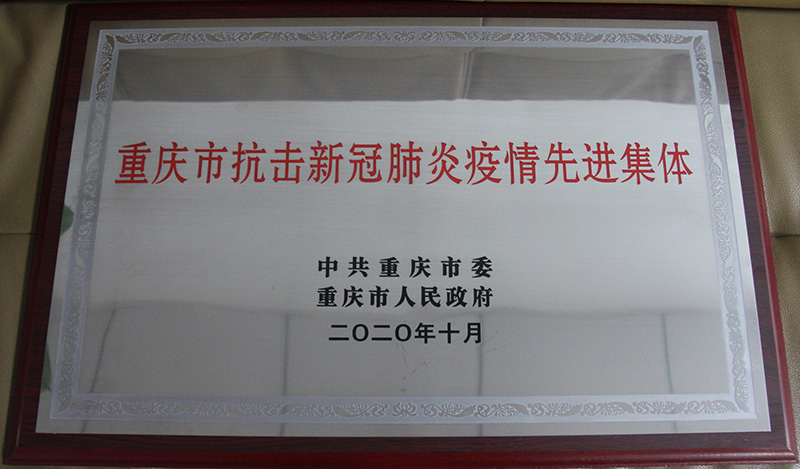 重庆市抗击新冠肺炎疫情先进集体
中共重庆市委
重庆市人民政府
二〇二〇年十月